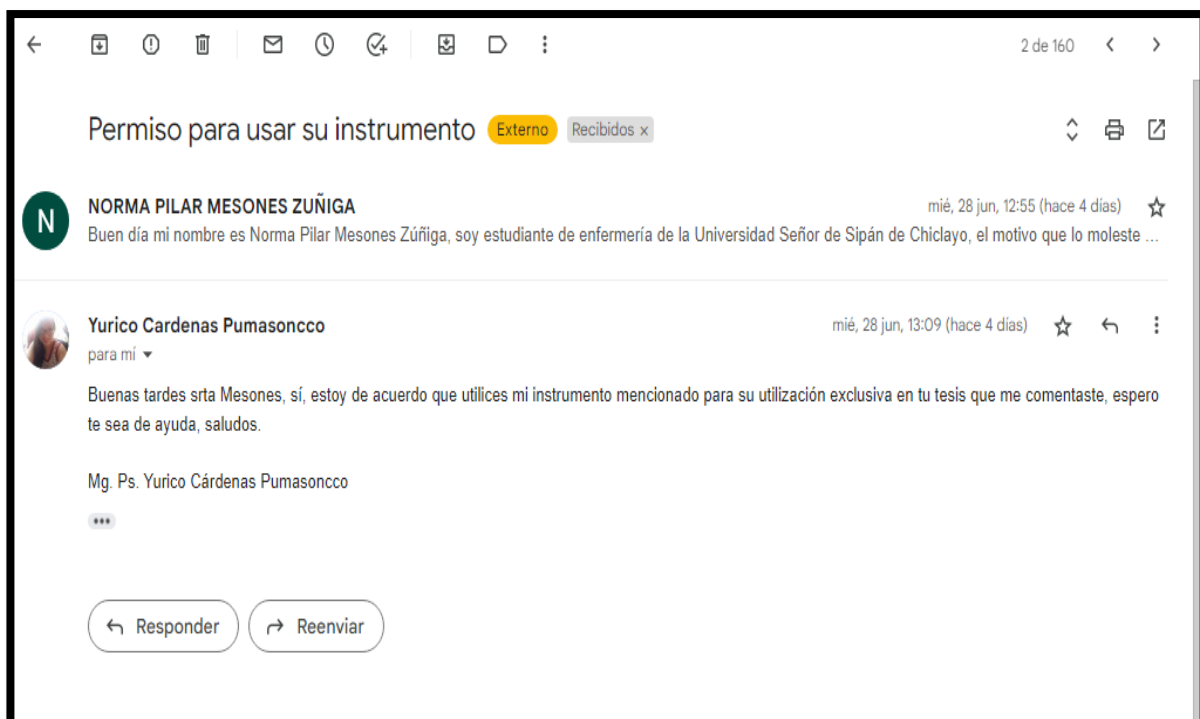 2 de 160
Permiso para usar su instrumento Externo Recibidos x
N
NORMA PILAR MESONES ZUÑIGA mié, 28 jun, 12:55 (hace 4 días)
Buen día mi nombre es Norma Pilar Mesones Zúñiga, soy estudiante de enfermería de la Universidad Señor de Sipán de Chiclayo, el motivo que lo moleste ...
Yurico Cardenas Pumasoncco mié, 28 jun, 13:09 (hace 4 días)
para mí
Buenas tardes srta Mesones, sí, estoy de acuerdo que utilices mi instrumento mencionado para su utilización exclusiva en tu tesis que me comentaste, espero
te sea de ayuda, saludos.
Mg. Ps. Yurico Cárdenas Pumasoncco
Responder Reenviar